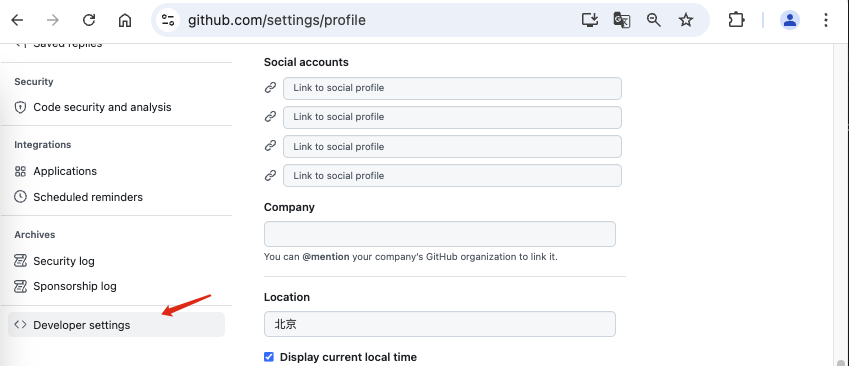 github.com/settings/profile
Saved replies
Security
Code security and analysis
Integrations
Applications
Scheduled reminders
Archives
Security log
Sponsorship log
Developer settings
Social accounts
Link to social profile
Link to social profile
Link to social profile
Link to social profile
Company
You can @mention your company's GitHub organization to link it.
Location
北京
Display current local time